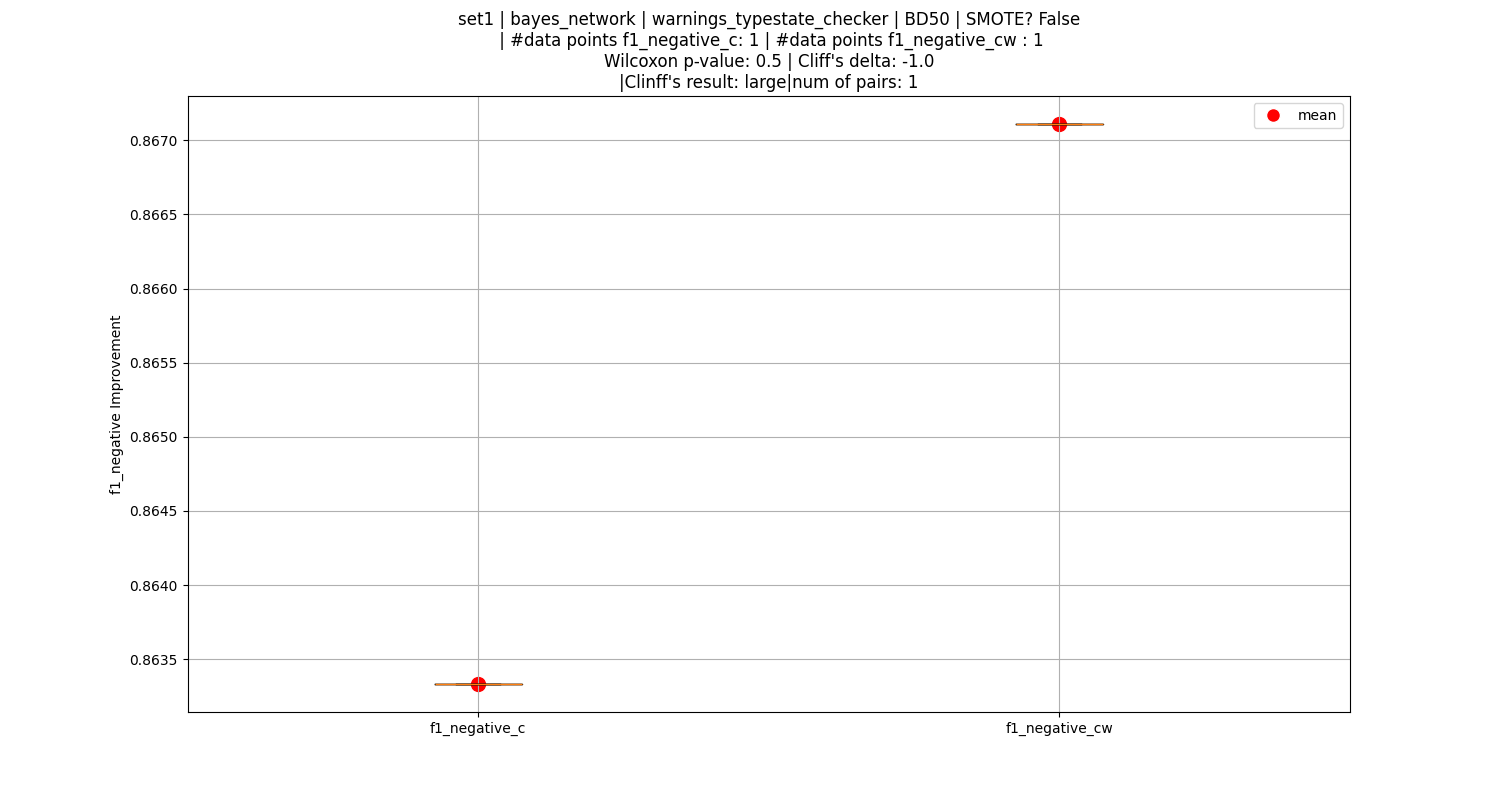 set1 | bayes_network | warnings_typestate_checker | BD50 | SMOTE? False
| #data points f1_negative_c: 1 | #data points f1_negative_cw : 1
Wilcoxon p-value: 0.5 | Cliff's delta: -1.0
|Clinff's result: large|num of pairs: 1
mean
0.8670
0.8665
0.8660
0.8655
0.8650
0.8645
0.8640
0.8635
f1_negative Improvement
f1_negative_c
f1_negative_cw